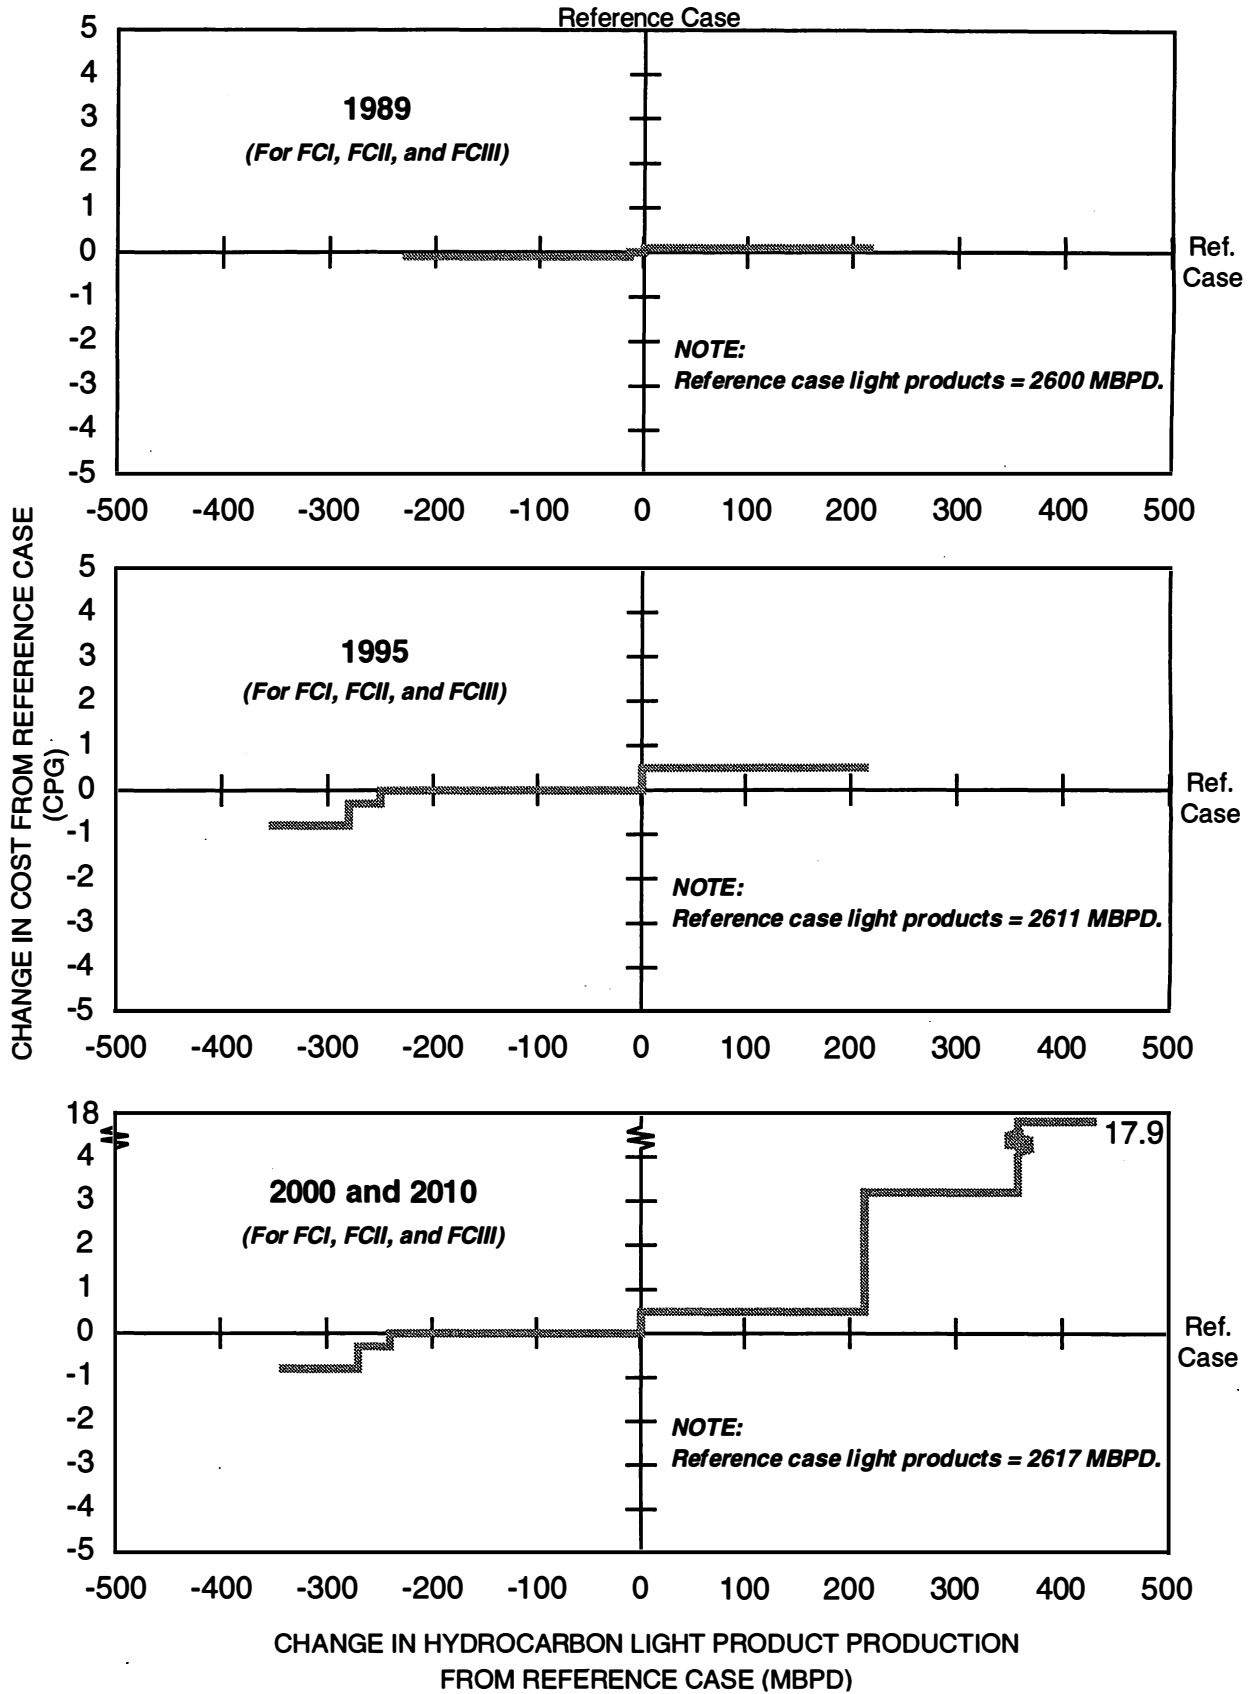 Reference Case
5
4
3
2
1
0
-1
-2
-3
-4
-5
1989
(For FCI, FCII, and FCIII)
Ref.
Case
NOTE:
Reference case light products = 2600 MBPD.
-500 -400 -300 -200 -100 0 100 200 300 400 500
CHANGE IN COST FROM REFERENCE CASE
(CPG)
5
4
3
2
1
0
-1
-2
-3
-4
-5
1995
(For FCI, FCII, and FCIII)
Ref.
Case
NOTE:
Reference case light products = 2611 MBPD.
-500 -400 -300 -200 -100 0 100 200 300 400 500
18
4
3
2
1
0
-1
-2
-3
-4
-5
17.9
2000 and 2010
(For FCI, FCII, and FCIII)
Ref.
Case
NOTE:
Reference case light products = 2617 MBPD.
-500 -400 -300 -200 -100 0 100 200 300 400 500
CHANGE IN HYDROCARBON LIGHT PRODUCT PRODUCTION
FROM REFERENCE CASE (MBPD)